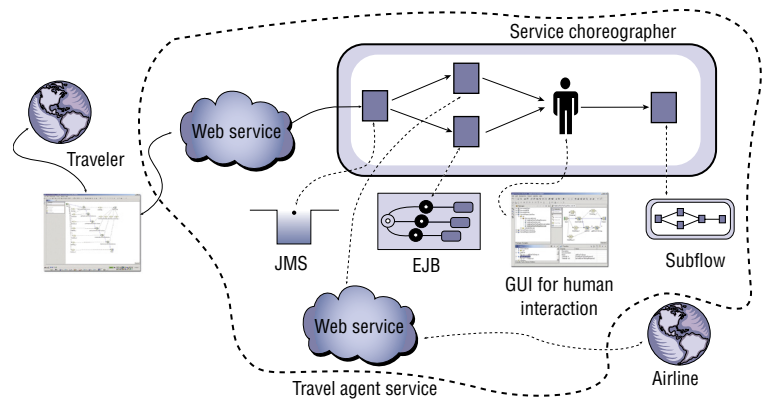 Service choreographer
Web service
Traveler
JMS
EJB
GUI for human
interaction
Subflow
Web service
Travel agent service
Airline